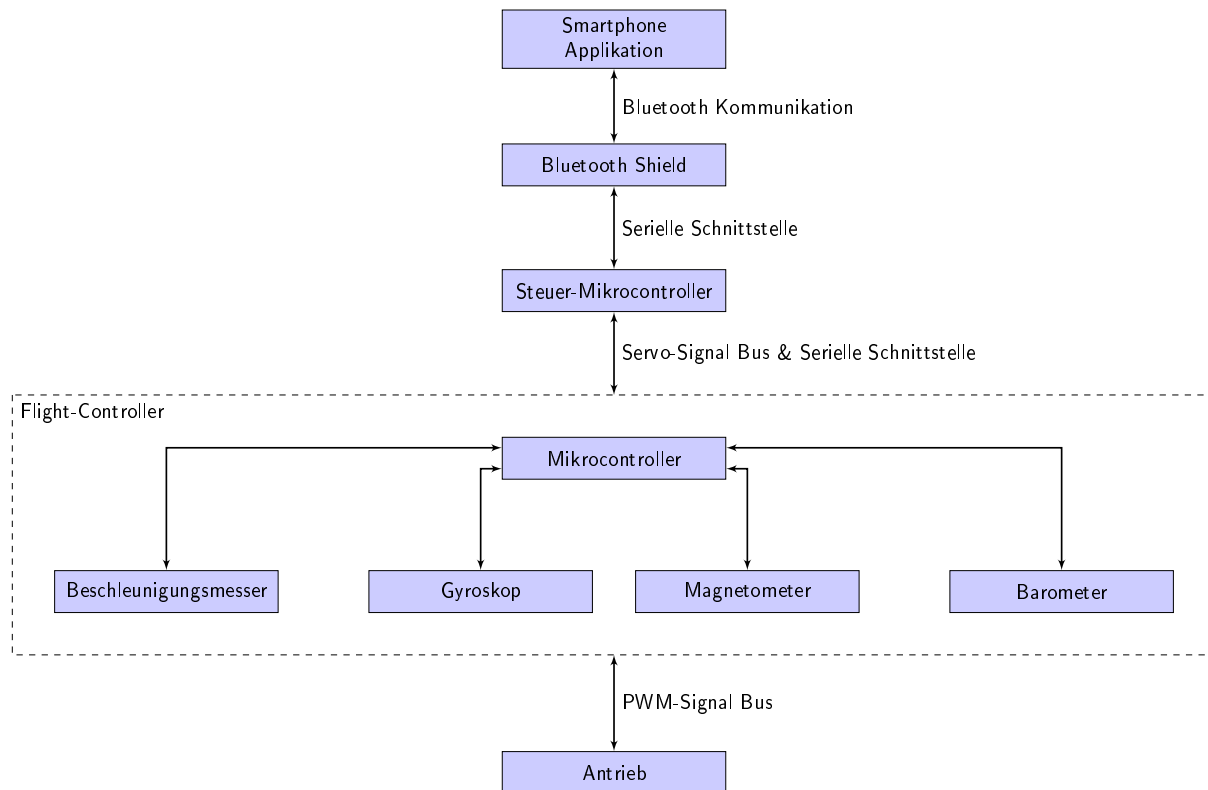 Smartphone
Applikation
Bluetooth Kommunikation
Bluetooth Shield
Serielle Schnittstelle
Steuer-Mikrocontroller
Servo-Signal Bus & Serielle Schnittstelle
Flight-Controller
Mikrocontroller
Beschleunigungsmesser
Gyroskop
Magnetometer
Barometer
PWM-Signal Bus
Antrieb